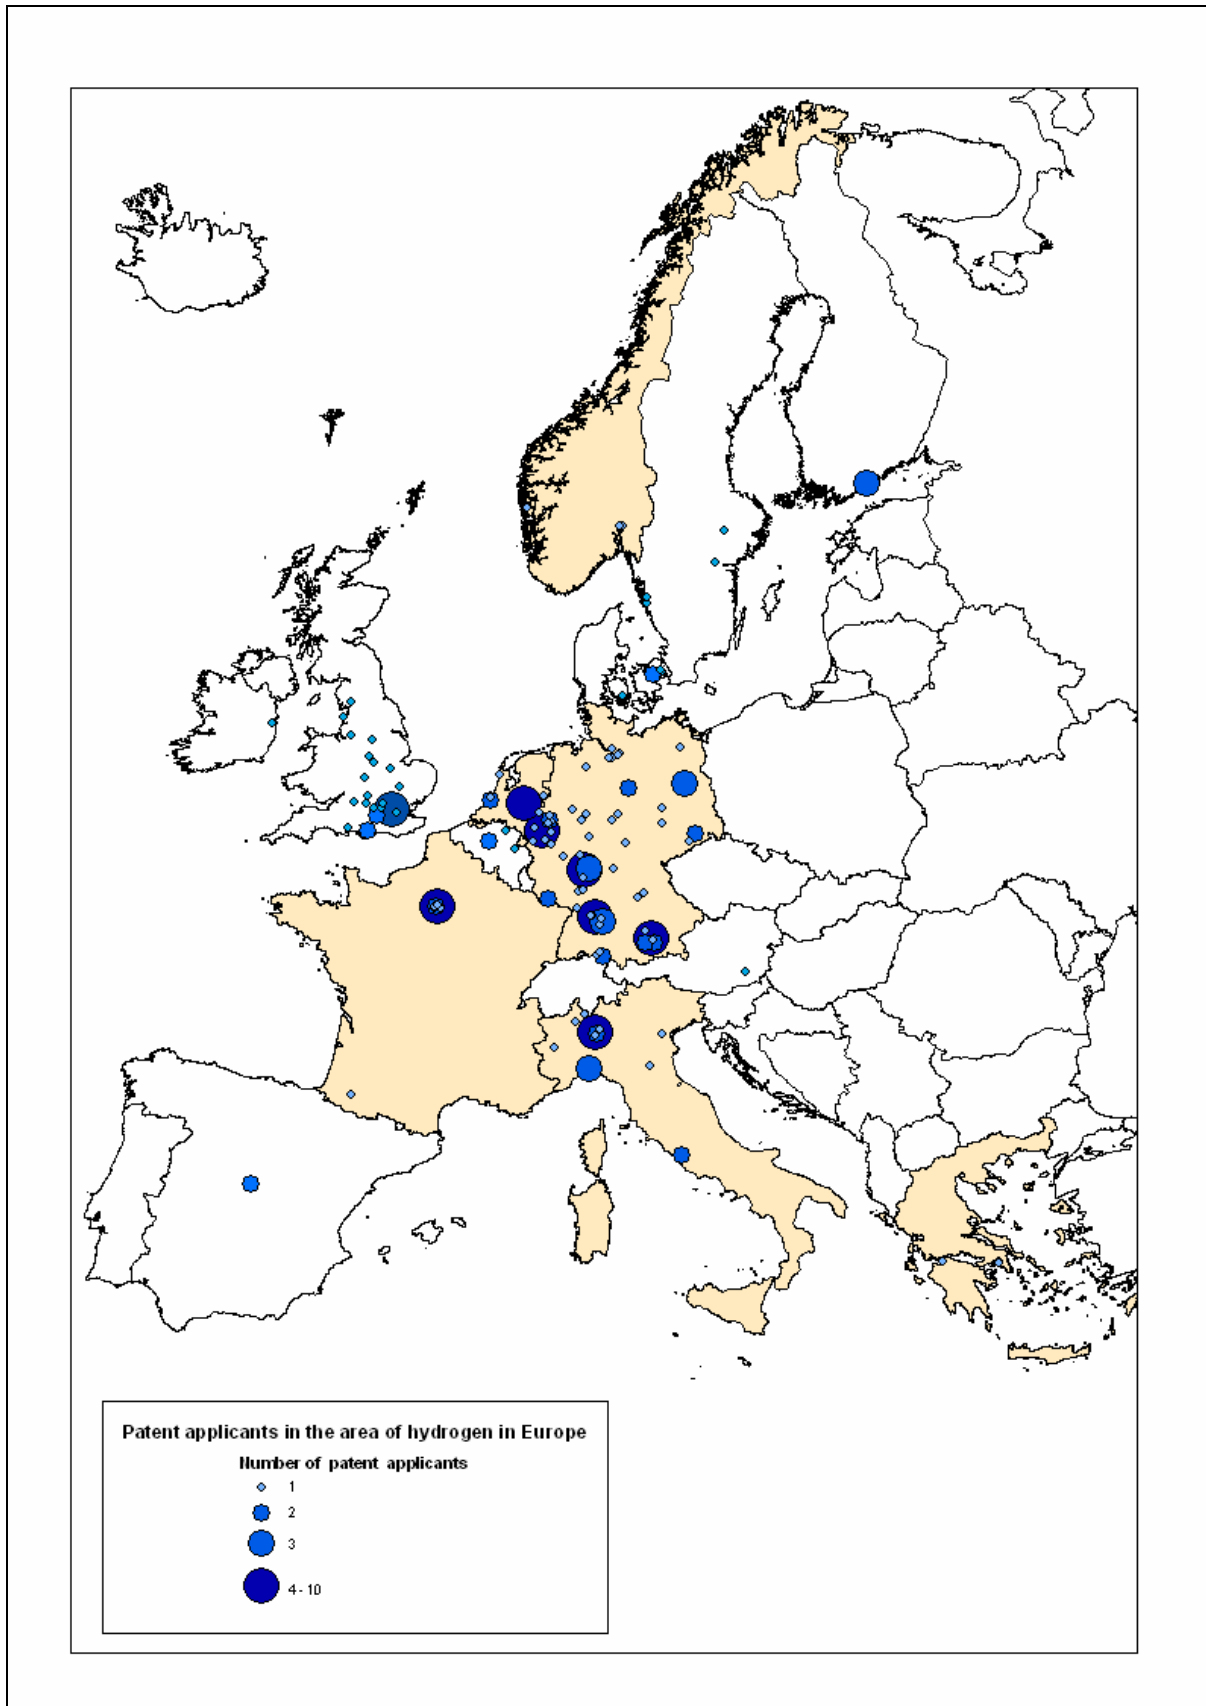 Patent applicants in the area of hydrogen in Europe
Number of patent applicants
1
2
3
4 - 10